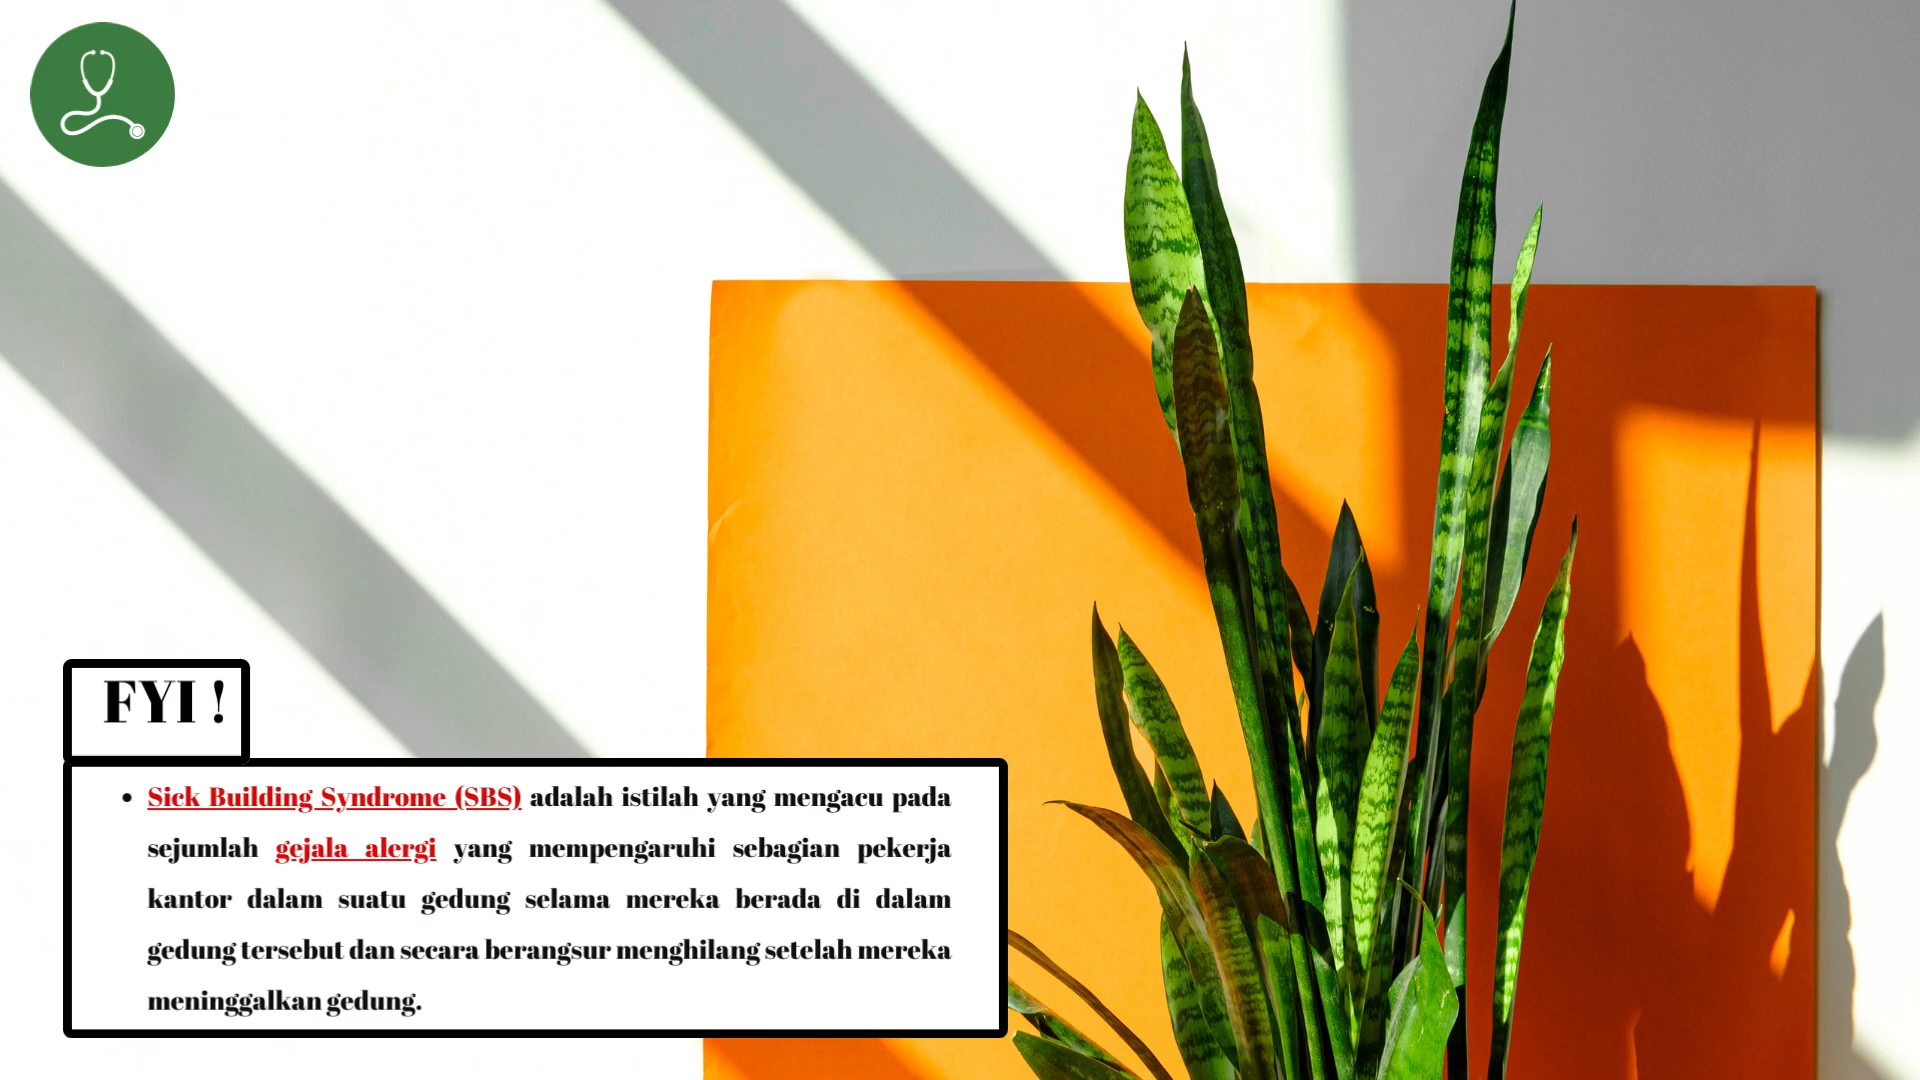 FYI !
• Sick Building Syndrome (SBS) adalah istilah yang mengacu pada
sejumlah gejala alergi yang mempengaruhi sebagian pekerja
kantor dalam suatu gedung selama mereka berada di dalam
gedung tersebut dan secara berangsur menghilang setelah mereka
meninggalkan gedung.